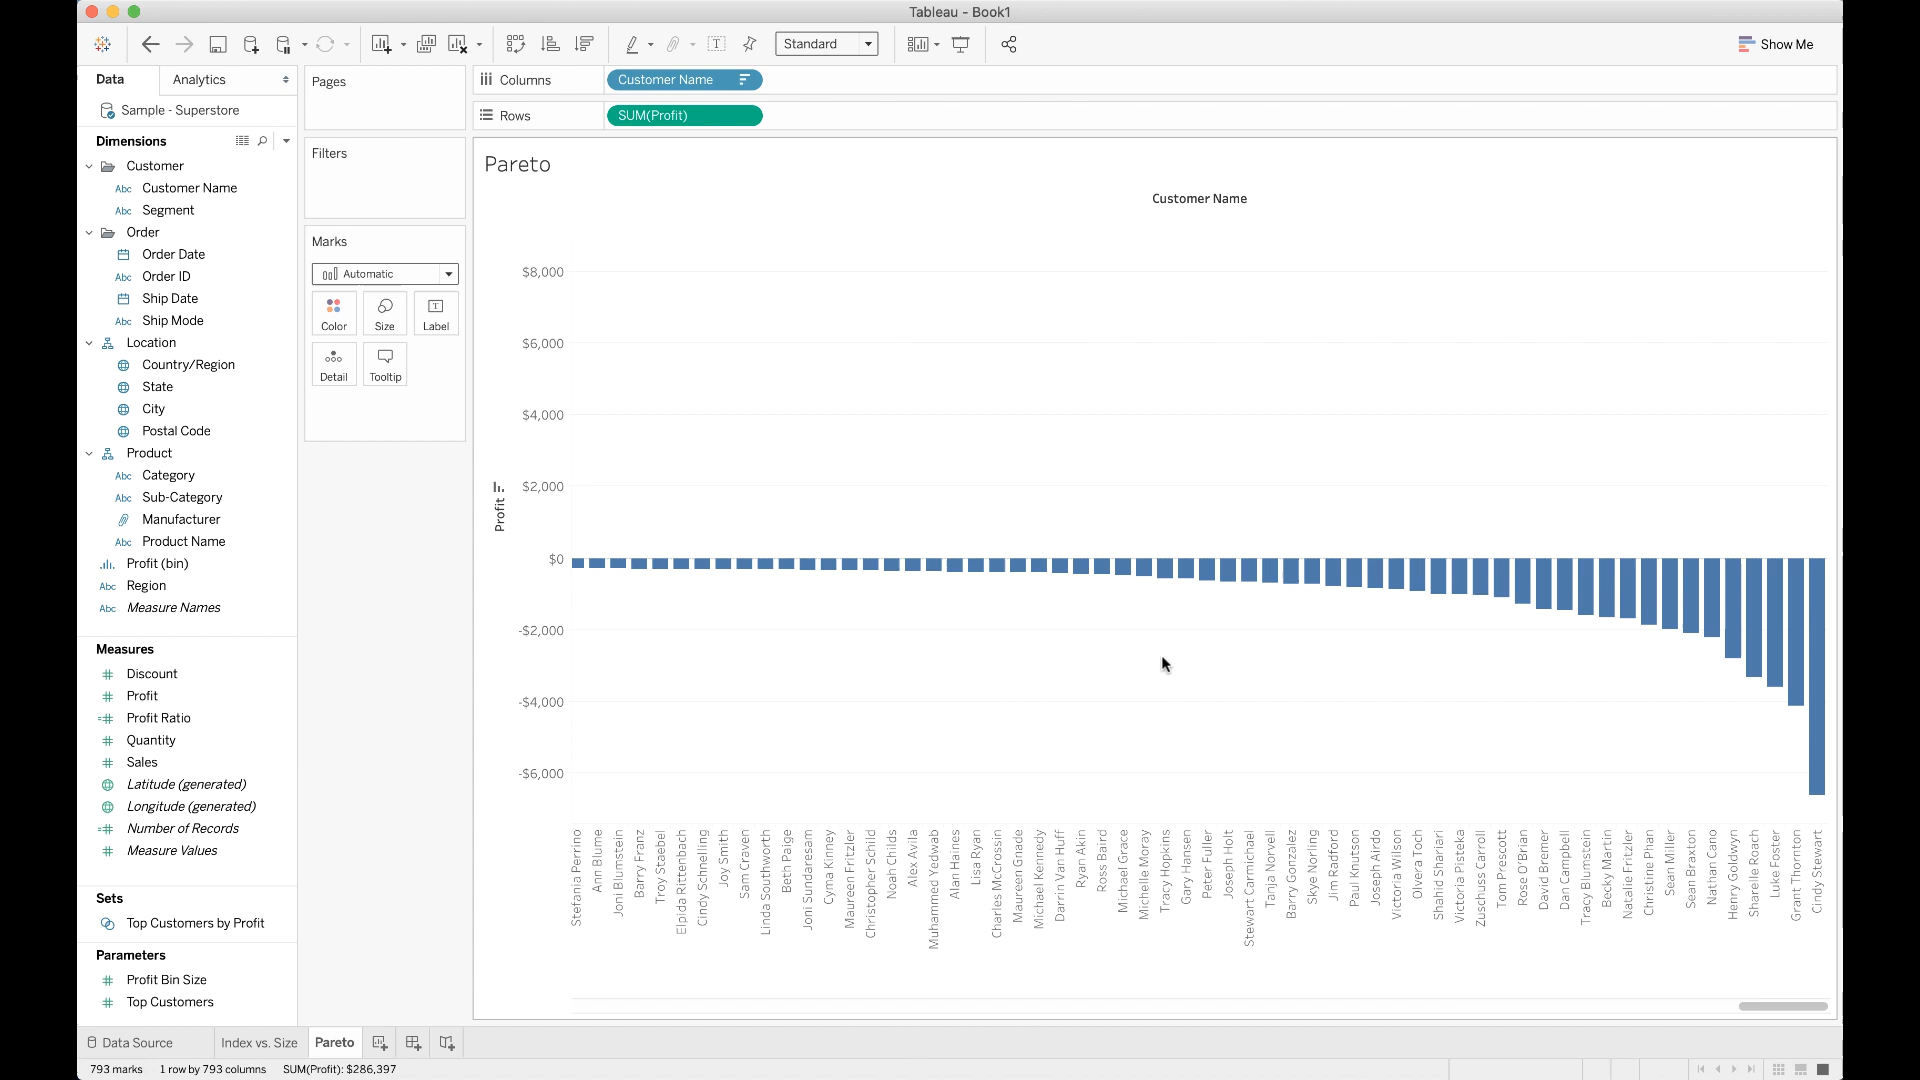 Tableau - Book1
Standard
Show Me
Data
Analytics
Sample - Superstore
Dimensions
Customer
Abc Customer Name
Abc Segment
Order
Order Date
Abc Order ID
Ship Date
Abc Ship Mode
Location
Country/Region
State
City
Postal Code
Product
Abc Category
Abc Sub-Category
Manufacturer
Abc Product Name
Profit (bin)
Abc Region
Abc Measure Names
Measures
Discount
Profit
Profit Ratio
Quantity
Sales
Latitude (generated)
Longitude (generated)
Number of Records
Measure Values
Sets
Top Customers by Profit
Parameters
Profit Bin Size
Top Customers
Pages
Filters
Marks
Automatic
Color
Size
Label
Detail
Tooltip
Columns
Customer Name
Rows
SUM(Profit)
Pareto
Customer Name
Profit
$8,000
$6,000
$4,000
$2,000
$0
-$2,000
-$4,000
-$6,000
Stefania Perrino
Ann Blume
Joni Blumstein
Barry Franz
Troy Staebel
Elpida Rittenbach
Cindy Schnelling
Joy Smith
Sam Craven
Linda Southworth
Beth Paige
Joni Sundaresam
Cyma Kinney
Maureen Fritzler
Christopher Schild
Noah Childs
Alex Avila
Muhammed Yedwab
Alan Haines
Lisa Ryan
Charles McCrossin
Maureen Gnade
Michael Kennedy
Darrin Van Huff
Ryan Akin
Ross Baird
Michael Grace
Michelle Moray
Tracy Hopkins
Gary Hansen
Peter Fuller
Joseph Holt
Stewart Carmichael
Tanja Norvell
Barry Gonzalez
Skye Norling
Jim Radford
Paul Knutson
Joseph Airdo
Victoria Wilson
Olvera Toch
Shahid Shariari
Victoria Pisteka
Zuschuss Carroll
Tom Prescott
Rose O'Brian
David Bremer
Dan Campbell
Tracy Blumstein
Becky Martin
Natalie Fritzler
Christine Phan
Sean Miller
Sean Braxton
Nathan Cano
Henry Goldwyn
Sharelle Roach
Luke Foster
Grant Thornton
Cindy Stewart
Data Source
Index vs. Size
Pareto
793 marks
1 row by 793 columns
SUM(Profit): $286,397